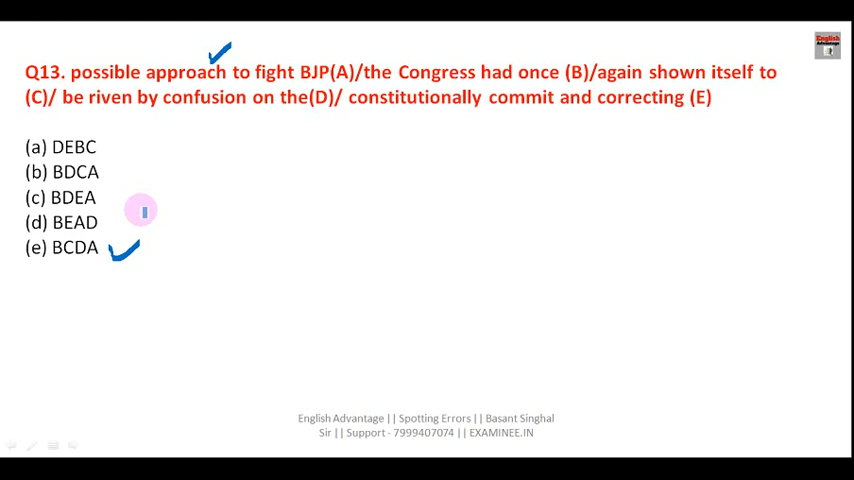 English
Advantage
Q13. possible approach to fight BJP(A)/the Congress had once (B)/again shown itself to
(C)/ be riven by confusion on the(D)/ constitutionally commit and correcting (E)
(a) DEBC
(b) BDCA
(c) BDEA
(d) BEAD
(e) BCDA
English Advantage || Spotting Errors || Basant Singhal
Sir || Support - 7999407074 || EXAMINEE.IN